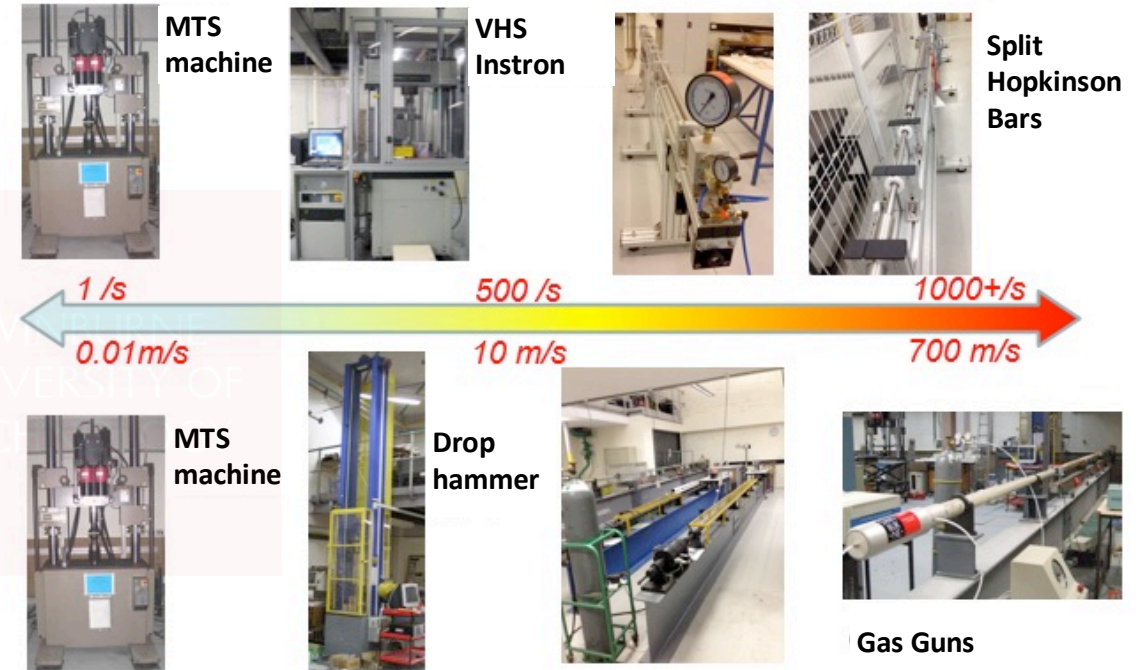 MTS
machine
VHS
Instron
Split
Hopkinson
Bars
1 /s
500 /s
1000+/s
0.01m/s
10 m/s
700 m/s
MTS
machine
Drop
hammer
Gas Guns